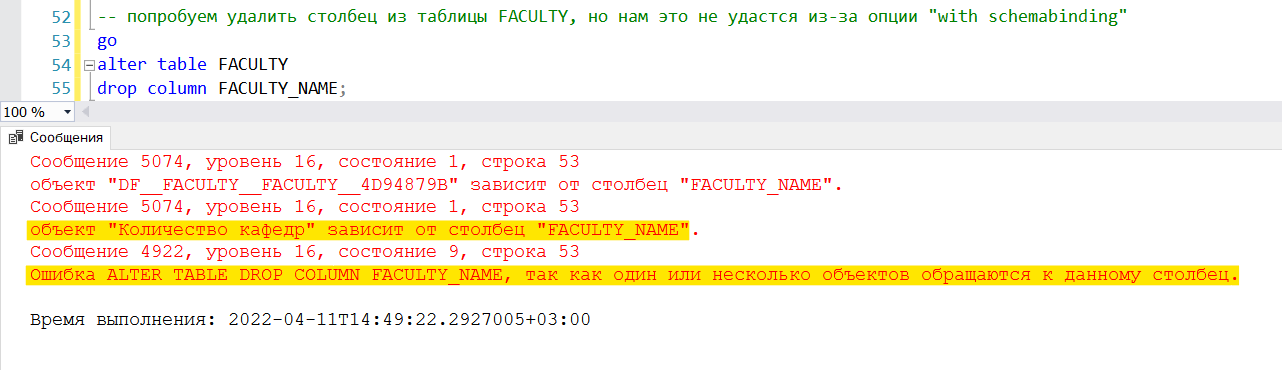 52 -- попробуем удалить столбец из таблицы FACULTY, но нам это не удастся из-за опции "with schemabinding"
53 go
54 alter table FACULTY
55 drop column FACULTY_NAME;
100 %
Сообщения
Сообщение 5074, уровень 16, состояние 1, строка 53
объект "DF__FACULTY__FACULTY__4D94879B" зависит от столбец "FACULTY_NAME".
Сообщение 5074, уровень 16, состояние 1, строка 53
объект "Количество кафедр" зависит от столбец "FACULTY_NAME".
Сообщение 4922, уровень 16, состояние 9, строка 53
Ошибка ALTER TABLE DROP COLUMN FACULTY_NAME, так как один или несколько объектов обращаются к данному столбец.
Время выполнения: 2022-04-11T14:49:22.2927005+03:00